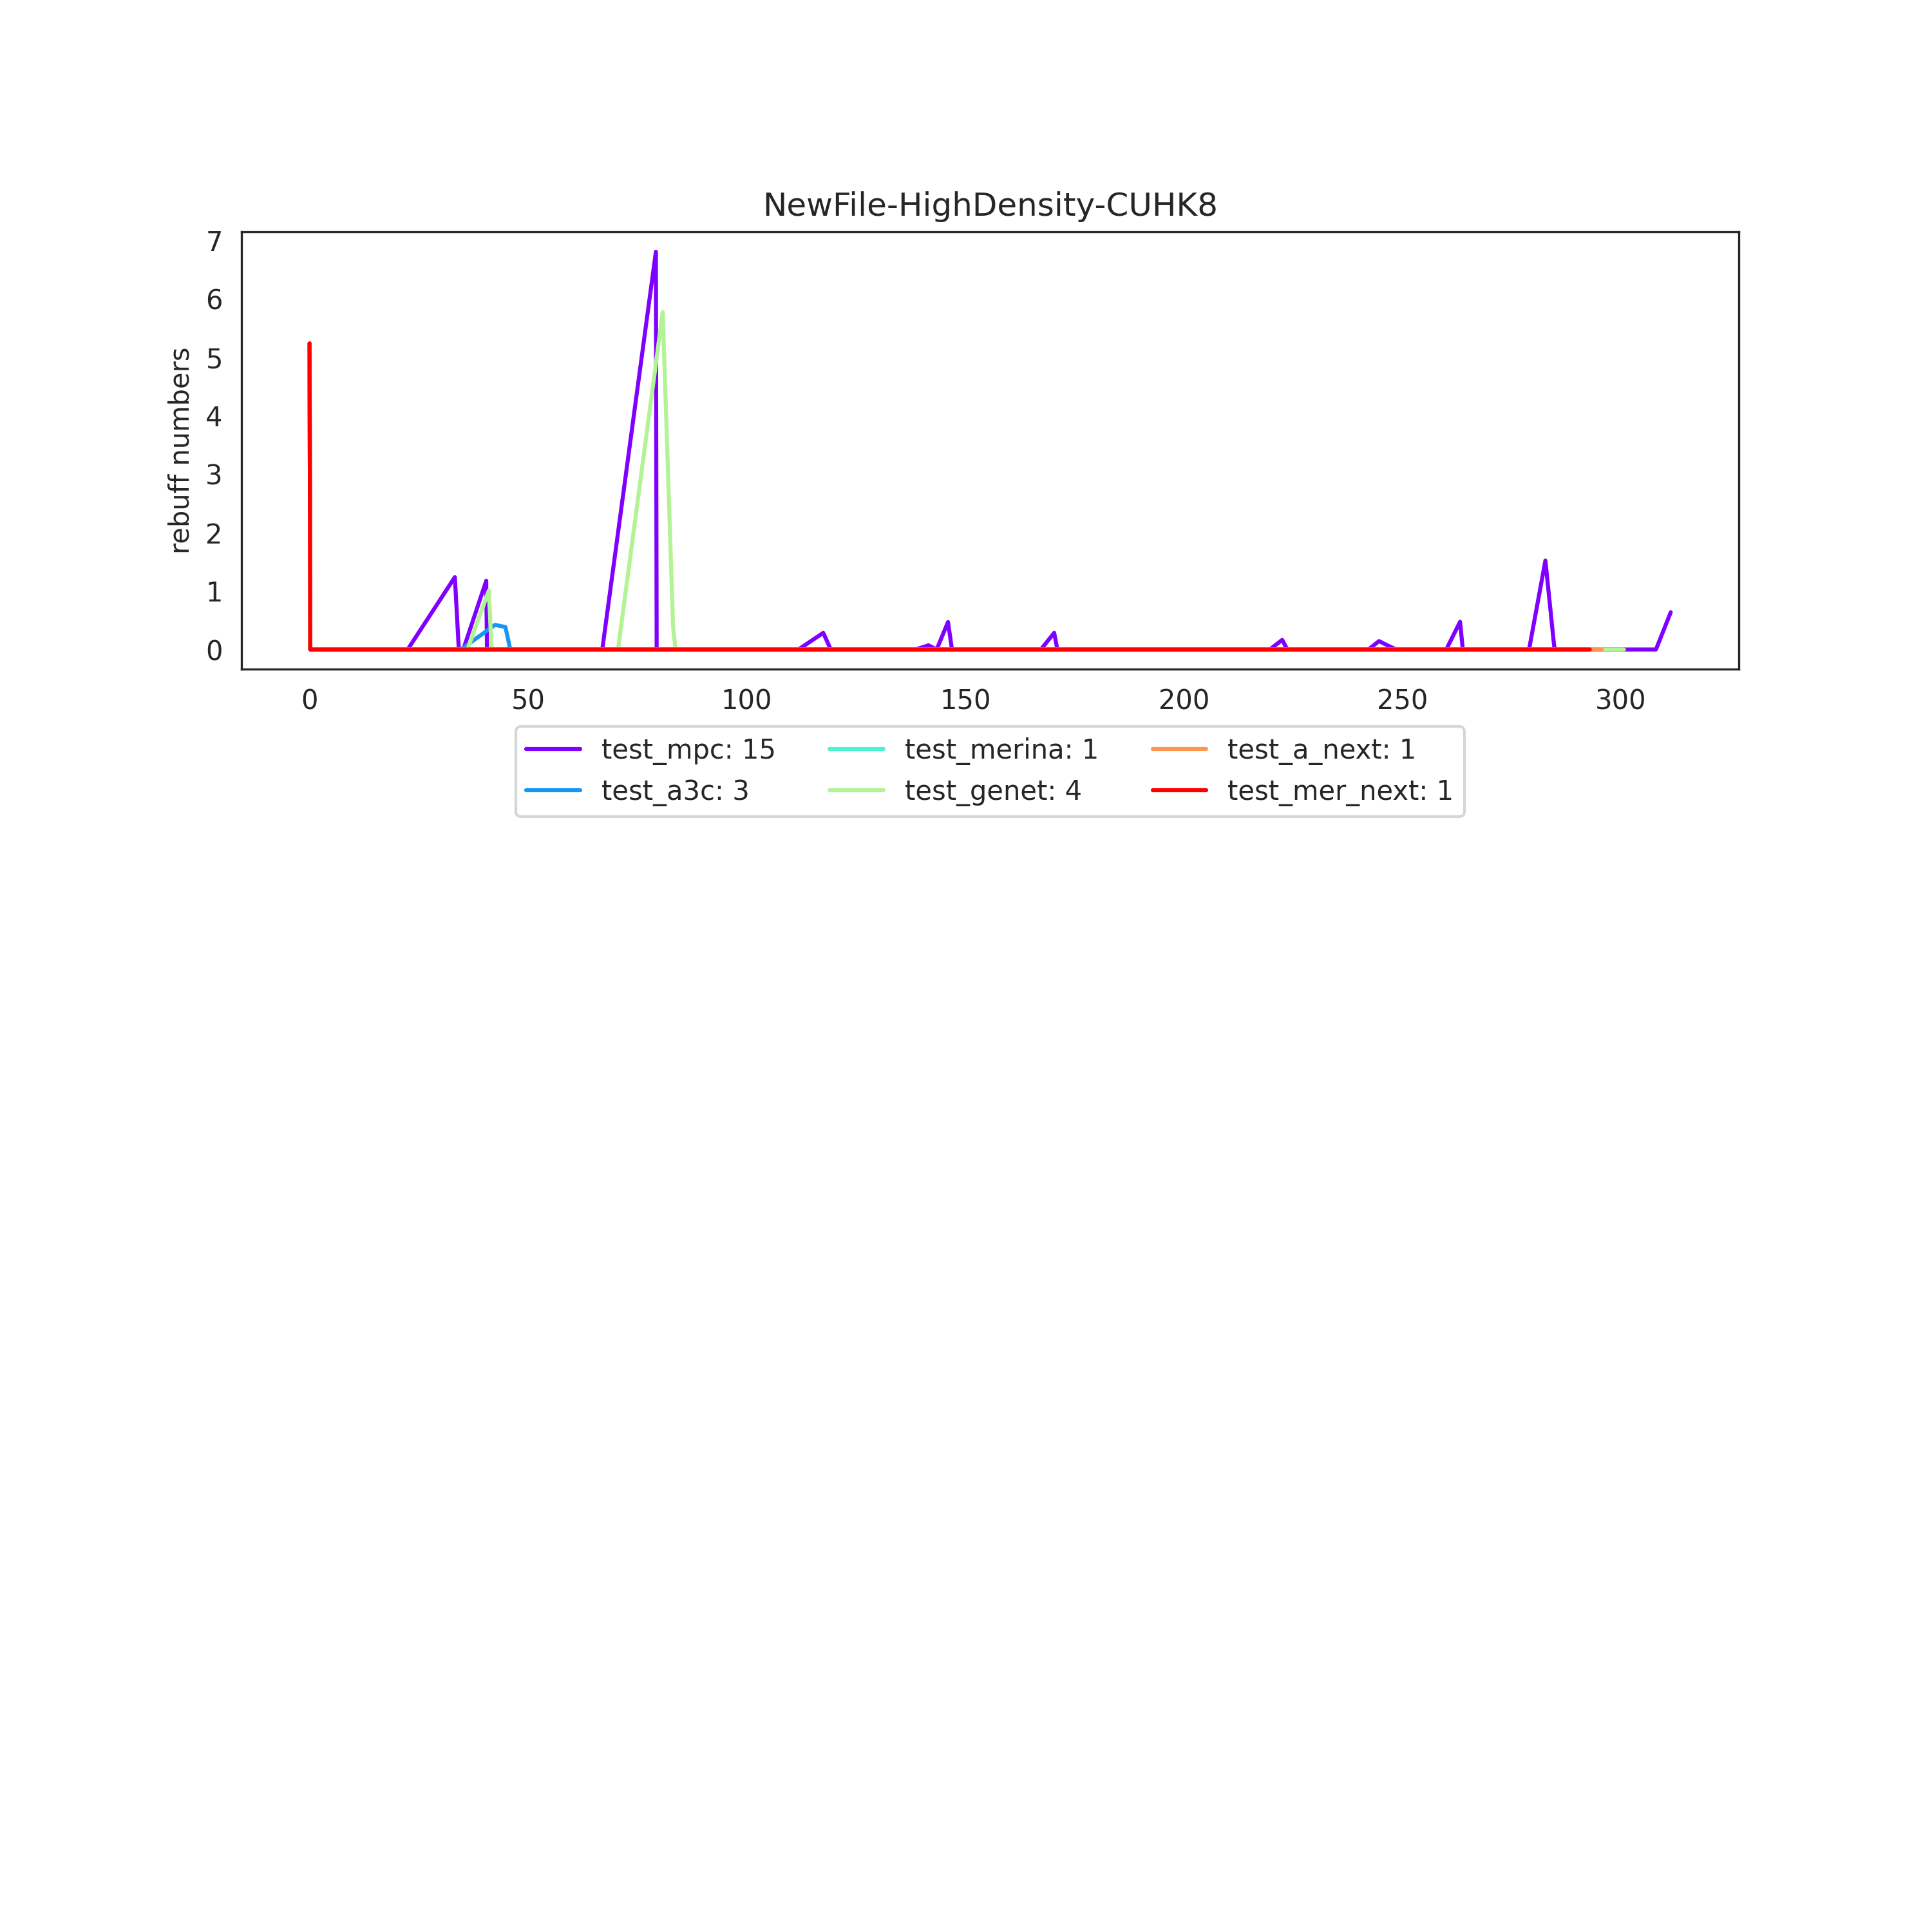 NewFile-HighDensity-CUHK8
7
6
5
4
3
2
1
0
rebuff numbers
0 50 100 150 200 250 300
test_mpc: 15 test_merina: 1 test_a_next: 1
test_a3c: 3 test_genet: 4 test_mer_next: 1